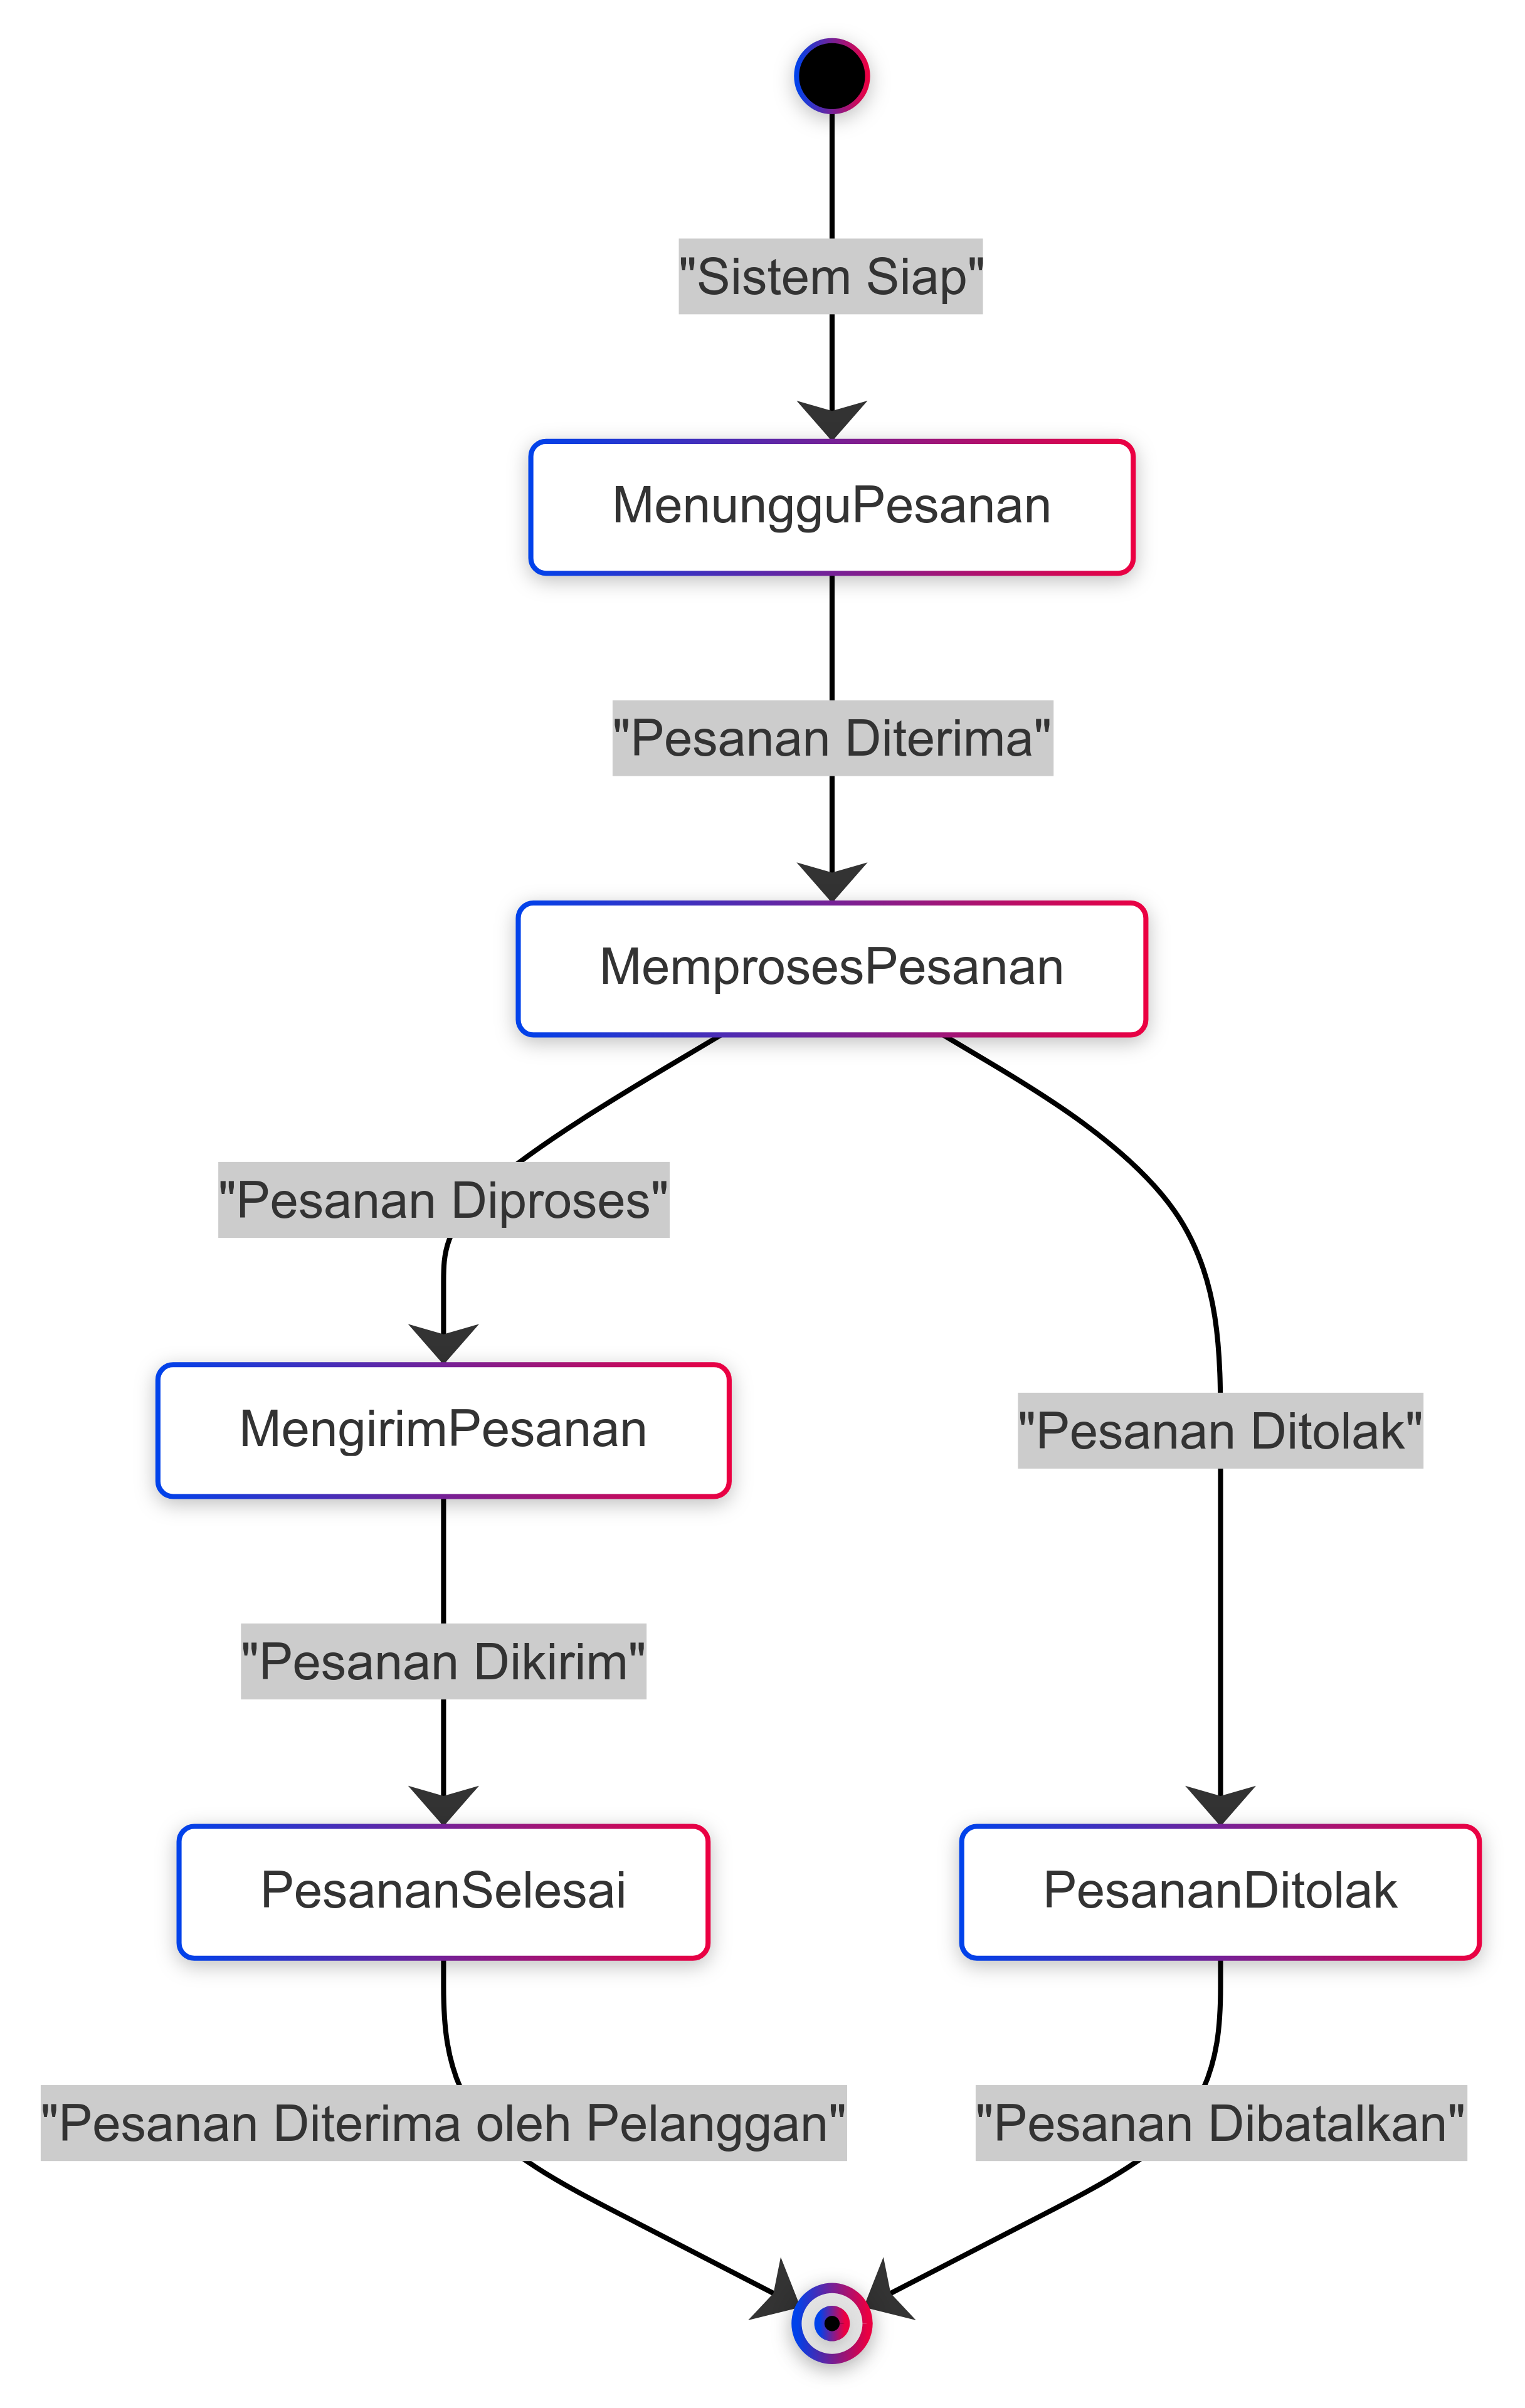 "Sistem Siap"
MenungguPesanan
"Pesanan Diterima"
MemprosesPesanan
"Pesanan Diproses"
MengirimPesanan
"Pesanan Ditolak"
"Pesanan Dikirim"
PesananSelesai
PesananDitolak
"Pesanan Diterima oleh Pelanggan"
"Pesanan Dibatalkan"